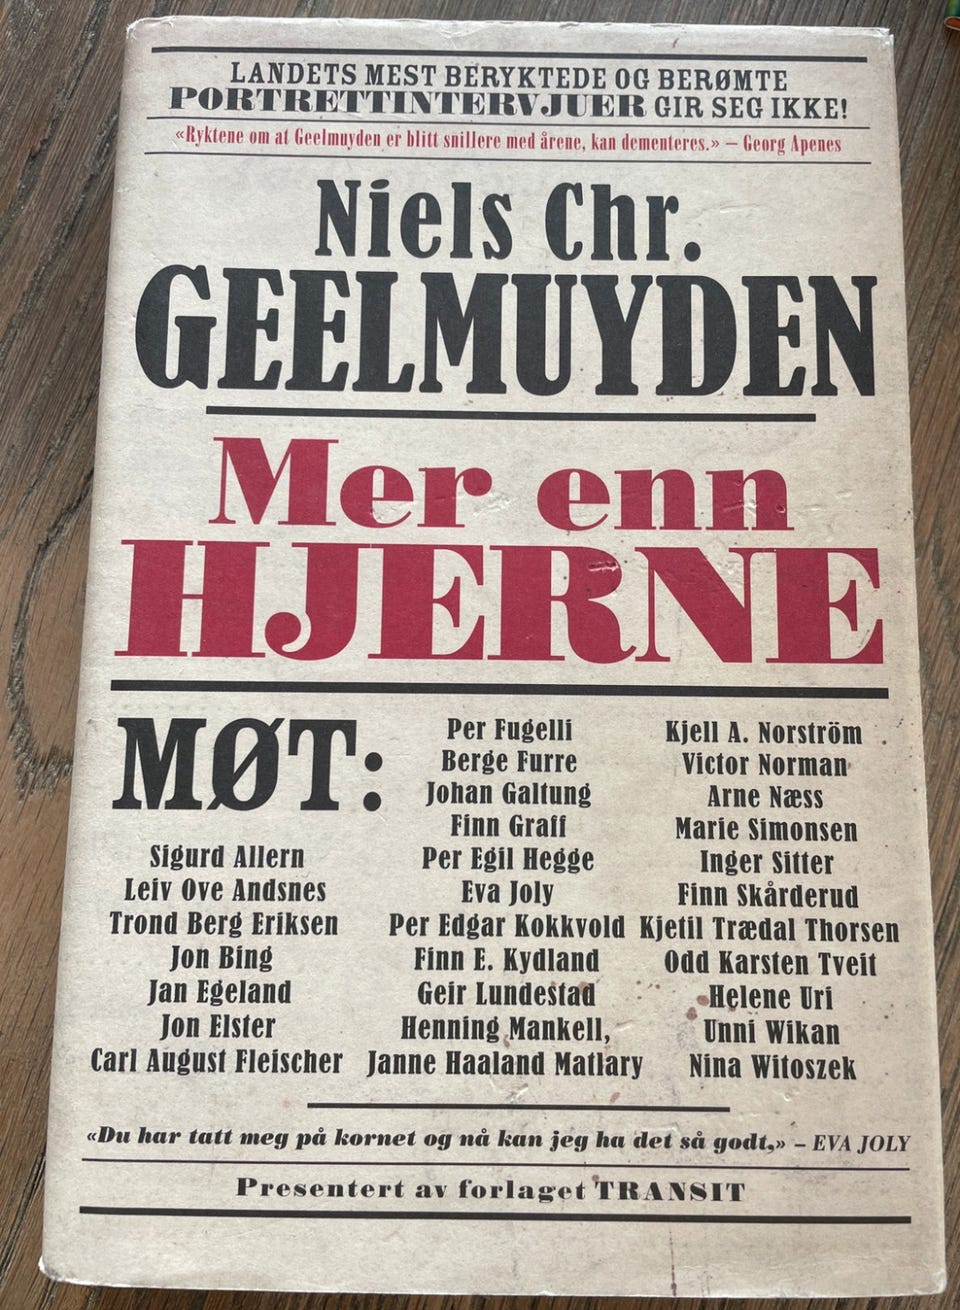 LANDETS MEST BERYKTEDE OG BERØMTE
PORTRETTINTERVJUER GIR SEG IKKE!
«Ryktene om at Geelmuyden er blitt snillere med årene, kan dementeres.» – Georg Apenes
Niels Chr.
GEELMUYDEN
Mer enn
HJERNE
MØT:
Sigurd Allern
Leiv Ove Andsnes
Trond Berg Eriksen
Jon Bing
Jan Egeland
Jon Elster
Carl August Fleischer
Per Fugelli
Berge Furre
Johan Galtung
Finn Graff
Per Egil Hegge
Eva Joly
Per Edgar Kokkvold
Finn E. Kydland
Geir Lundestad
Henning Mankell,
Janne Haaland Matlary
Kjell A. Norström
Victor Norman
Arne Næss
Marie Simonsen
Inger Sitter
Finn Skårderud
Kjetil Trædal Thorsen
Odd Karsten Tveit
Helene Uri
Unni Wikan
Nina Witoszek
«Du har tatt meg på kornet og nå kan jeg ha det så godt,» – EVA JOLY
Presentert av forlaget TRANSIT